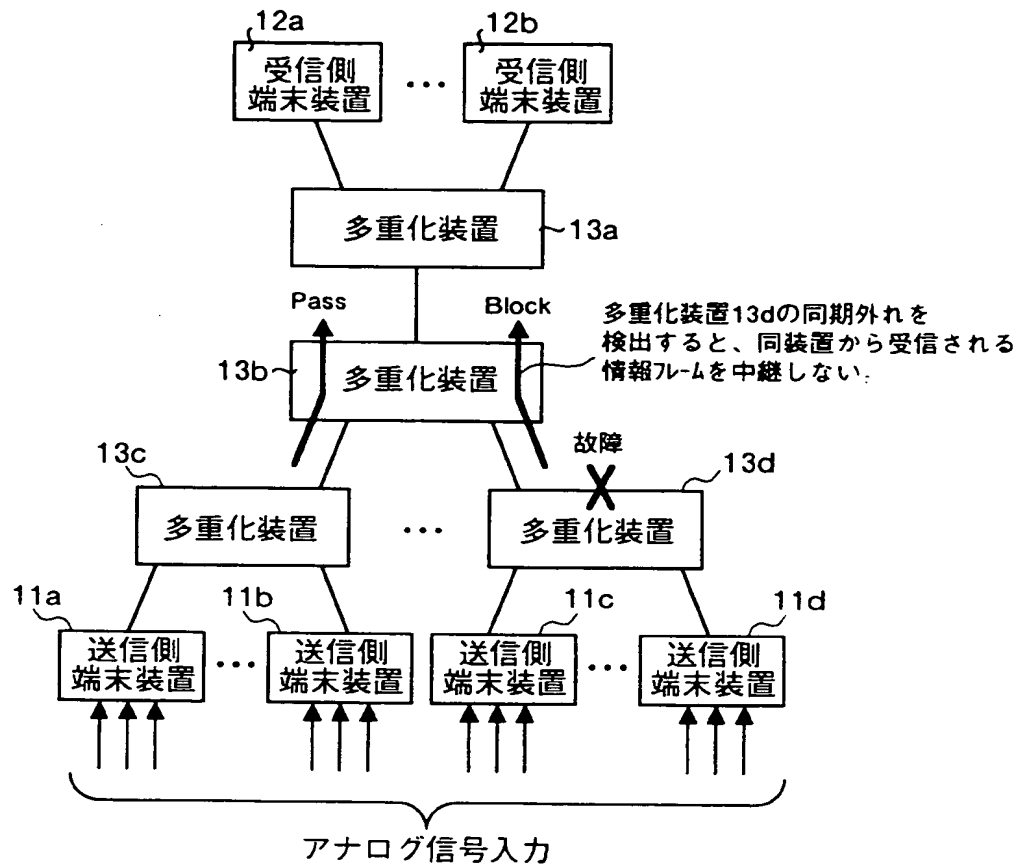 12a
12b
受信側
端末装置
…
受信側
端末装置
多重化装置
13a
Pass
Block
多重化装置13dの同期外れを
検出すると、同装置から受信される
情報フレームを中継しない.
13b
多重化装置
故障
13c
13d
多重化装置
…
多重化装置
11a
11b
11c
11d
送信側
端末装置
…
送信側
端末装置
送信側
端末装置
…
送信側
端末装置
アナログ信号入力